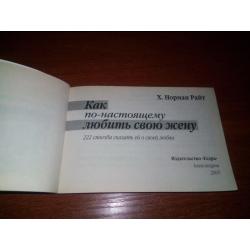 Х. Норман Райт
Как
по-настоящему
любить свою жену
222 способа сказать ей о своей любви
Издательство «Кедр»
2005